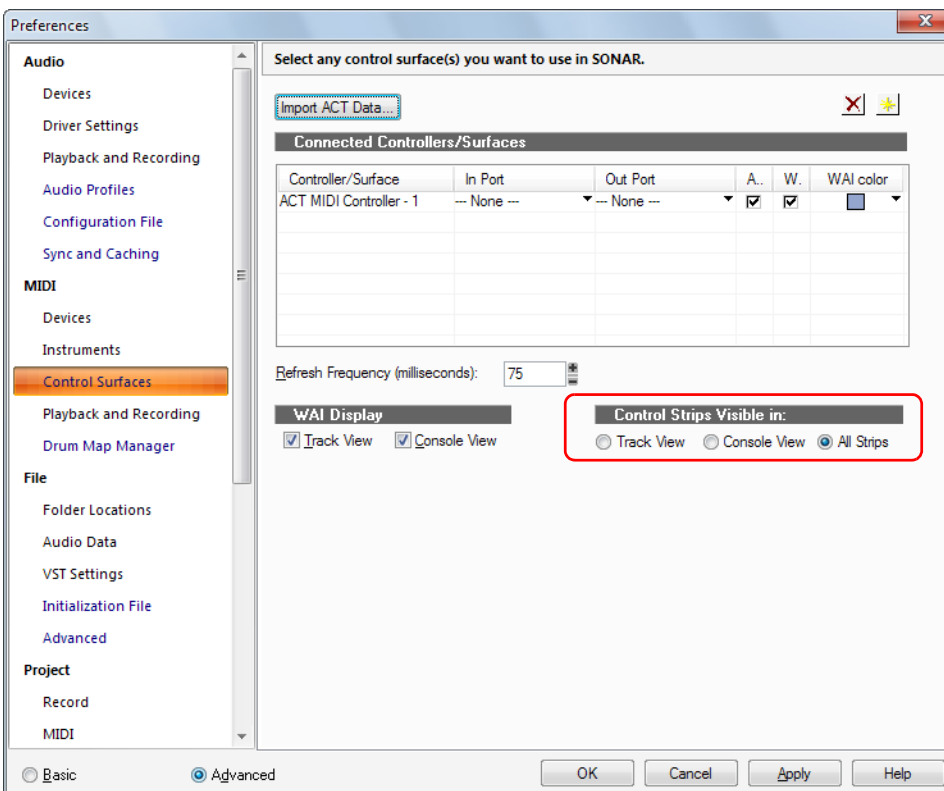 Preferences
Audio
Devices
Driver Settings
Playback and Recording
Audio Profiles
Configuration File
Sync and Caching
MIDI
Devices
Instruments
Control Surfaces
Playback and Recording
Drum Map Manager
File
Folder Locations
Audio Data
VST Settings
Initialization File
Advanced
Project
Record
MIDI
Basic Advanced
Select any control surface(s) you want to use in SONAR.
Import ACT Data...
Connected Controllers/Surfaces
Controller/Surface In Port Out Port A.. W. WAI color
ACT MIDI Controller - 1 --- None --- --- None ---
Refresh Frequency (milliseconds): 75
WAI Display
Track View Console View
Control Strips Visible in:
Track View Console View All Strips
OK Cancel Apply Help